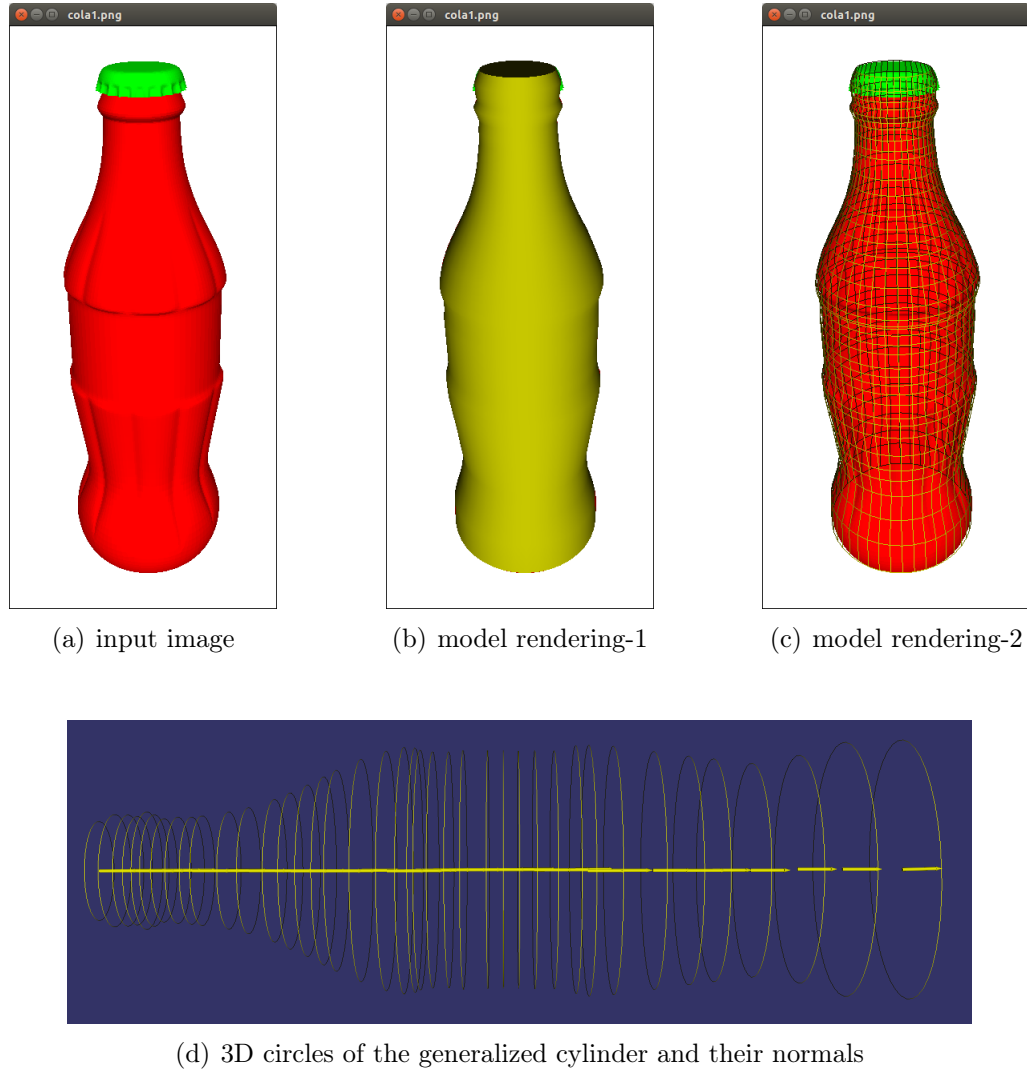 cola1.png
cola1.png
cola1.png
(a) input image
(b) model rendering-1
(c) model rendering-2
(d) 3D circles of the generalized cylinder and their normals